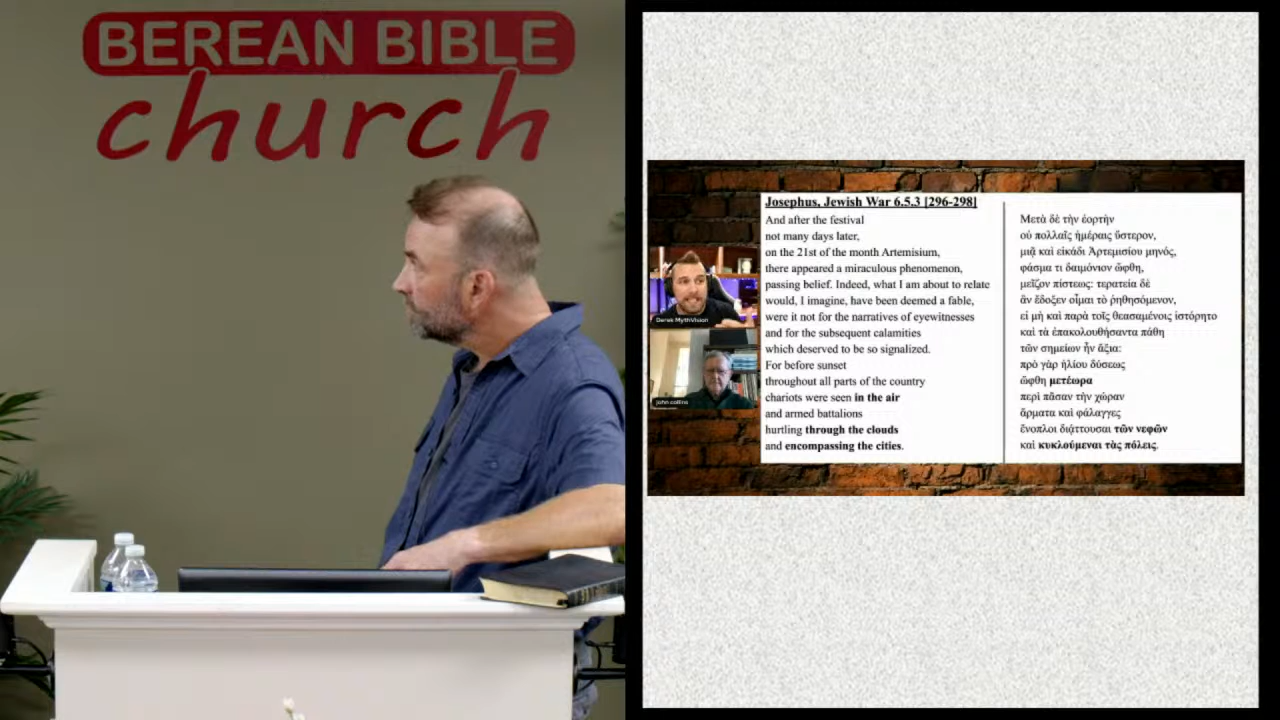 BEREAN BIBLE
church
Josephus, Jewish War 6.5.3 [296-298]
And after the festival
not many days later,
on the 21st of the month Artemisium,
there appeared a miraculous phenomenon,
passing belief. Indeed, what I am about to relate
would, I imagine, have been deemed a fable,
were it not for the narratives of eyewitnesses
and for the subsequent calamities
which deserved to be so signalized.
For before sunset
throughout all parts of the country
chariots were seen in the air
and armed battalions
hurtling through the clouds
and encompassing the cities.
Μετὰ δὲ τὴν ἑορτὴν
οὐ πολλαῖς ἡμέραις ὕστερον,
μιᾷ καὶ εἰκάδι Ἀρτεμισίου μηνός,
φάσμα τι δαιμόνιον ὤφθη,
μεῖζον πίστεως: τερατεία δὲ
ἂν ἔδοξεν οἶμαι τὸ ῥηθησόμενον,
εἰ μὴ καὶ παρὰ τοῖς θεασαμένοις ἱστόρητο
καὶ τὰ ἐπακολουθήσαντα πάθη
τῶν σημείων ἦν ἄξια:
πρὸ γὰρ ἡλίου δύσεως
ὤφθη μετέωρα
περὶ πᾶσαν τὴν χώραν
ἅρματα καὶ φάλαγγες
ἔνοπλοι διᾴττουσαι τῶν νεφῶν
καὶ κυκλούμεναι τὰς πόλεις.
Derek MythVision
john collins